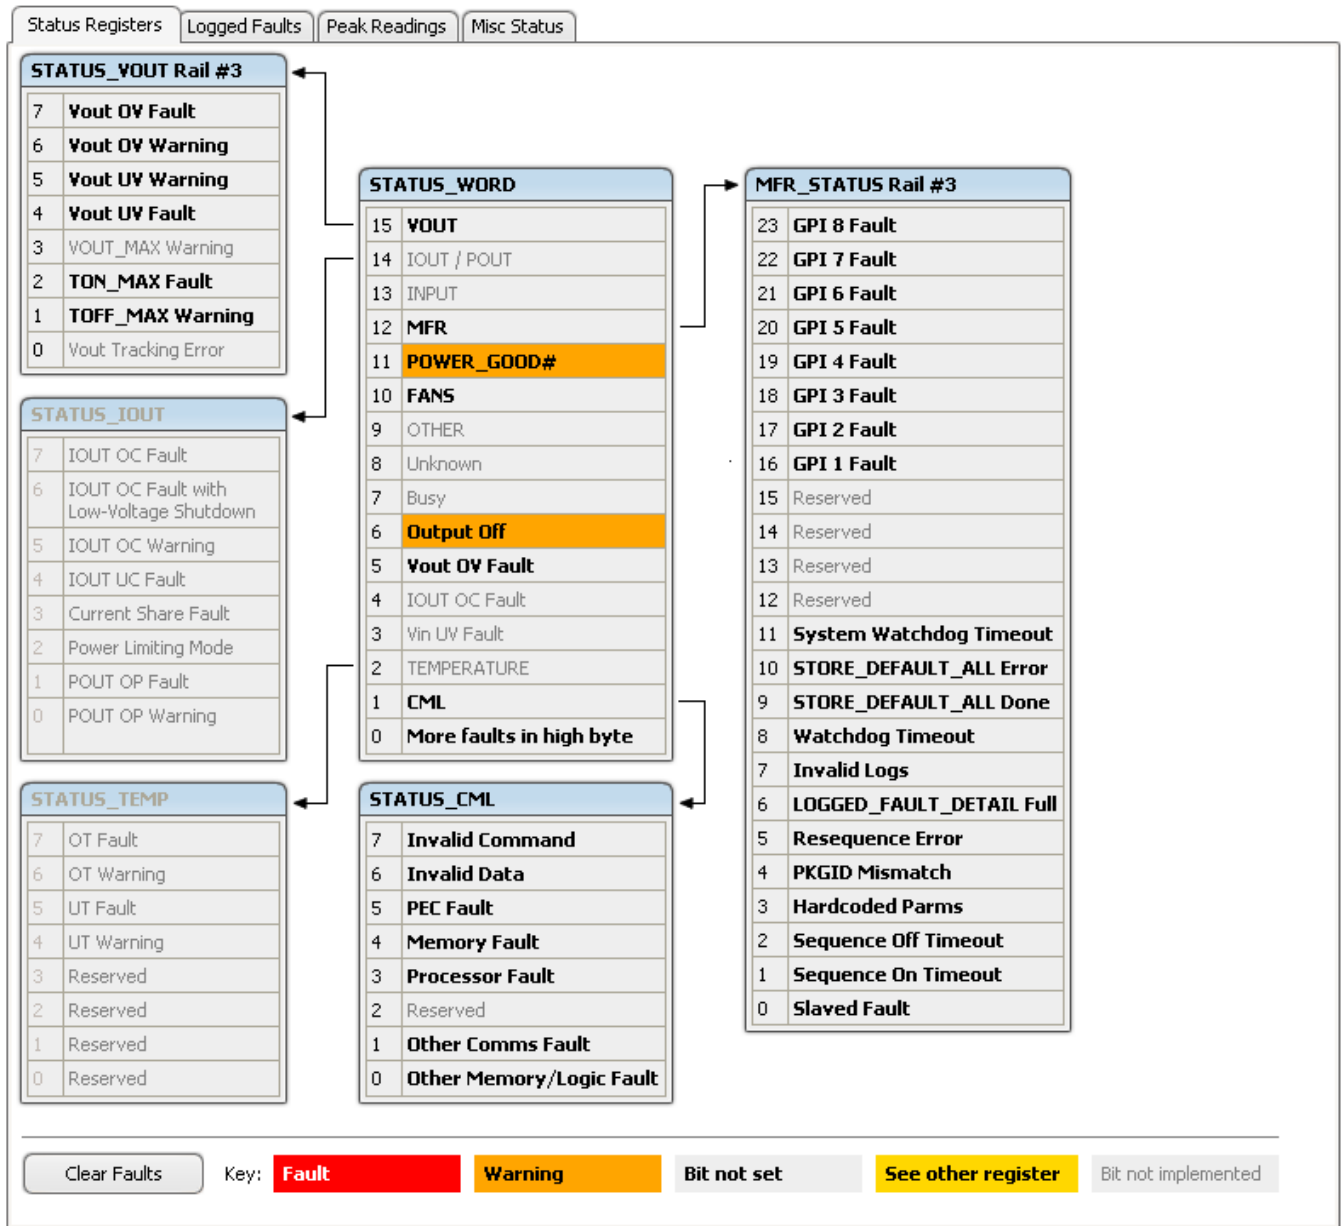 Status Registers Logged Faults Peak Readings Misc Status
STATUS_VOUT Rail #3
7 Vout OV Fault
6 Vout OV Warning
5 Vout UV Warning
4 Vout UV Fault
3 VOUT_MAX Warning
2 TON_MAX Fault
1 TOFF_MAX Warning
0 Vout Tracking Error
STATUS_IOUT
7 IOUT OC Fault
6 IOUT OC Fault with
Low-Voltage Shutdown
5 IOUT OC Warning
4 IOUT UC Fault
3 Current Share Fault
2 Power Limiting Mode
1 POUT OP Fault
0 POUT OP Warning
STATUS_TEMP
7 OT Fault
6 OT Warning
5 UT Fault
4 UT Warning
3 Reserved
2 Reserved
1 Reserved
0 Reserved
STATUS_WORD
15 VOUT
14 IOUT / POUT
13 INPUT
12 MFR
11 POWER_GOOD#
10 FANS
9 OTHER
8 Unknown
7 Busy
6 Output Off
5 Vout OV Fault
4 IOUT OC Fault
3 Vin UV Fault
2 TEMPERATURE
1 CML
0 More faults in high byte
STATUS_CML
7 Invalid Command
6 Invalid Data
5 PEC Fault
4 Memory Fault
3 Processor Fault
2 Reserved
1 Other Comms Fault
0 Other Memory/Logic Fault
MFR_STATUS Rail #3
23 GPI 8 Fault
22 GPI 7 Fault
21 GPI 6 Fault
20 GPI 5 Fault
19 GPI 4 Fault
18 GPI 3 Fault
17 GPI 2 Fault
16 GPI 1 Fault
15 Reserved
14 Reserved
13 Reserved
12 Reserved
11 System Watchdog Timeout
10 STORE_DEFAULT_ALL Error
9 STORE_DEFAULT_ALL Done
8 Watchdog Timeout
7 Invalid Logs
6 LOGGED_FAULT_DETAIL Full
5 Resequence Error
4 PKGID Mismatch
3 Hardcoded Parms
2 Sequence Off Timeout
1 Sequence On Timeout
0 Slaved Fault
Clear Faults Key: Fault Warning Bit not set See other register Bit not implemented